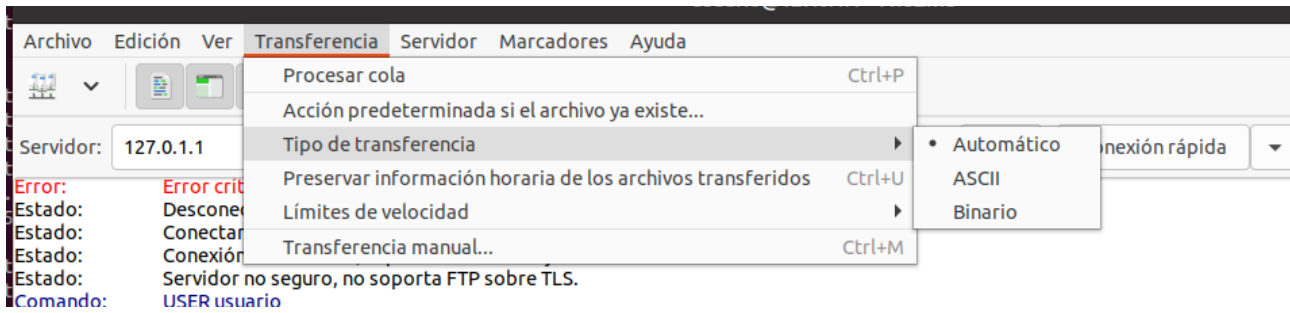 Archivo Edición Ver Transferencia Servidor Marcadores Ayuda
Procesar cola Ctrl+P
Acción predeterminada si el archivo ya existe...
Servidor: 127.0.1.1 Tipo de transferencia • Automático nexión rápida
Error: Error crít Preservar información horaria de los archivos transferidos Ctrl+U ASCII
Estado: Descone Límites de velocidad Binario
Estado: Conectar
Estado: Conexión Transferencia manual... Ctrl+M
Estado: Servidor no seguro, no soporta FTP sobre TLS.
Comando: USER usuario